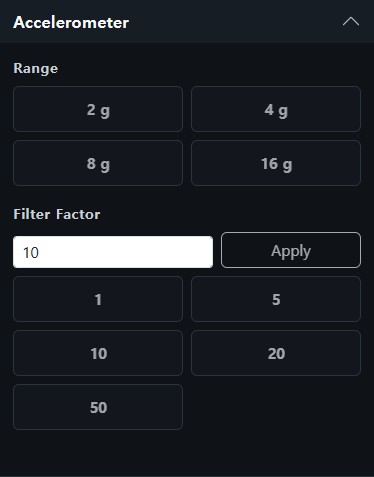 Accelerometer
Range
2 g
4 g
8 g
16 g
Filter Factor
10
Apply
1
5
10
20
50